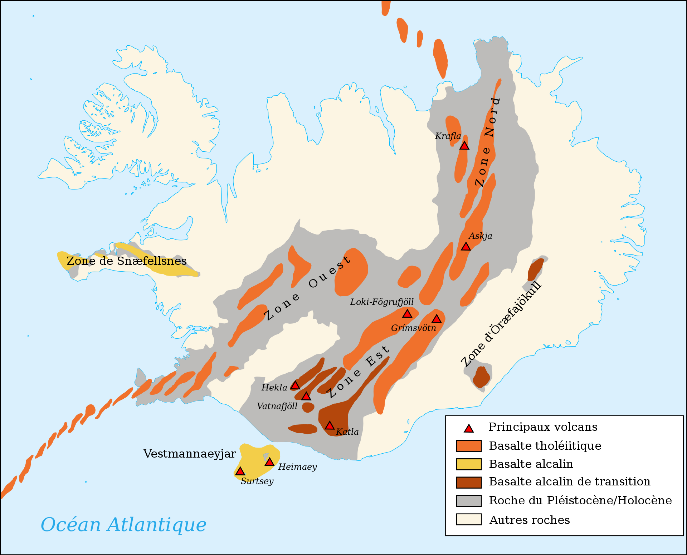 Krafla
Zone Nord
Askja
Zone de Snæfellsnes
Zone Ouest
Loki-Fögrufjöll
Grímsvötn
Zone d'Öræfajökull
Zone Est
Hekla
Vatnafjöll
Katla
Vestmannaeyjar
Heimaey
Surtsey
Océan Atlantique
Principaux volcans
Basalte tholéiitique
Basalte alcalin
Basalte alcalin de transition
Roche du Pléistocène/Holocène
Autres roches